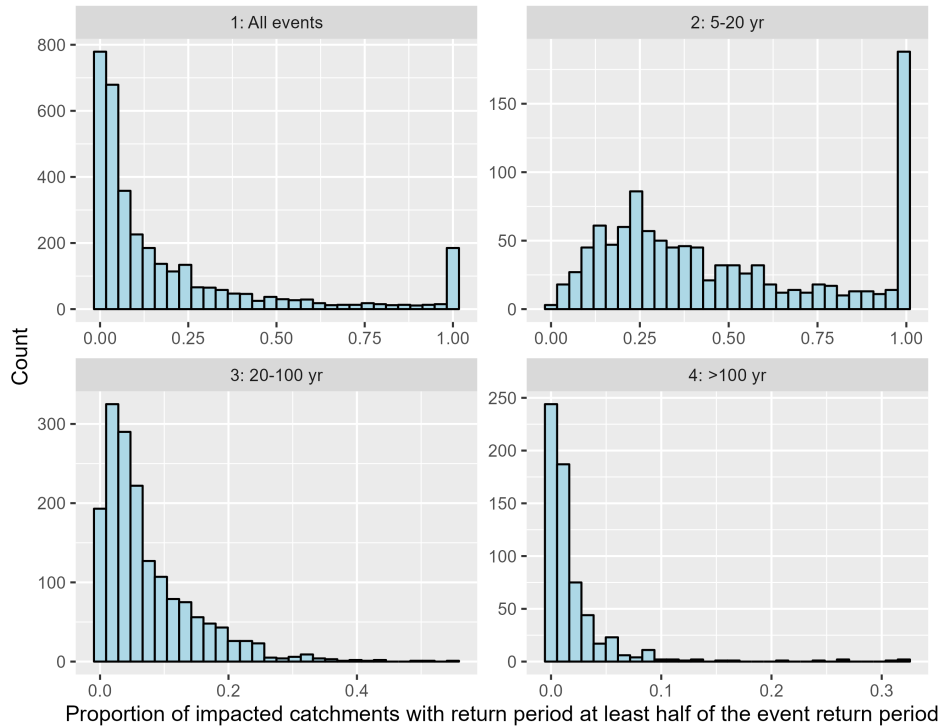 1: All events
2: 5-20 yr
800
600
400
200
0
150
100
50
0
0.00 0.25 0.50 0.75 1.00
0.00 0.25 0.50 0.75 1.00
Count
3: 20-100 yr
4: >100 yr
300
200
100
0
250
200
150
100
50
0
0.0 0.2 0.4
0.0 0.1 0.2 0.3
Proportion of impacted catchments with return period at least half of the event return period